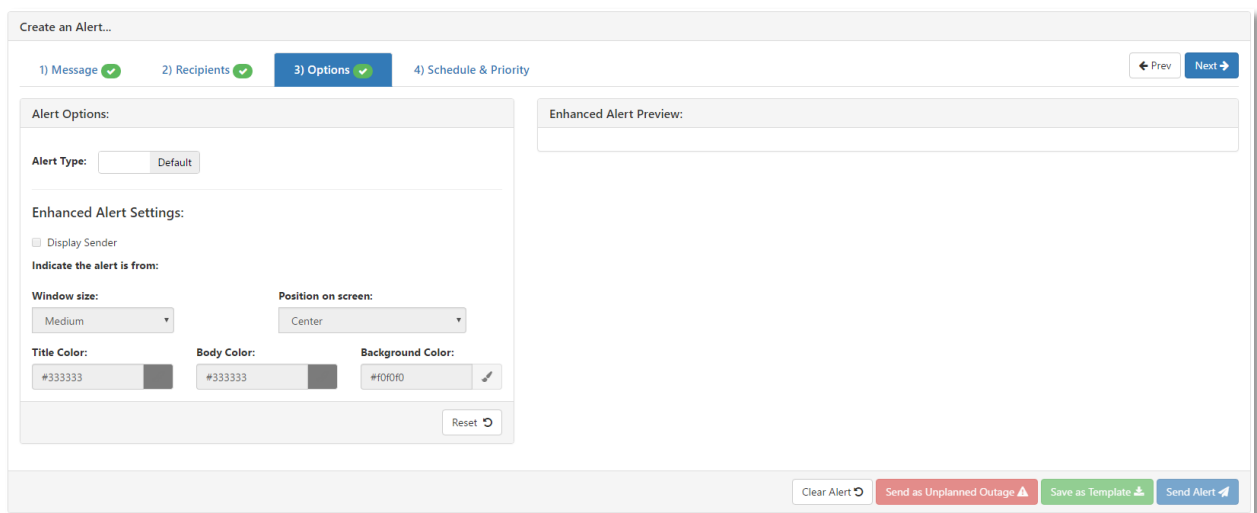 Create an Alert...
1) Message 2) Recipients 3) Options 4) Schedule & Priority Prev Next
Alert Options:
Enhanced Alert Preview:
Alert Type: Default
Enhanced Alert Settings:
Display Sender
Indicate the alert is from:
Window size: Position on screen:
Medium Center
Title Color: Body Color: Background Color:
#333333 #333333 #f0f0f0
Reset
Clear Alert Send as Unplanned Outage Save as Template Send Alert